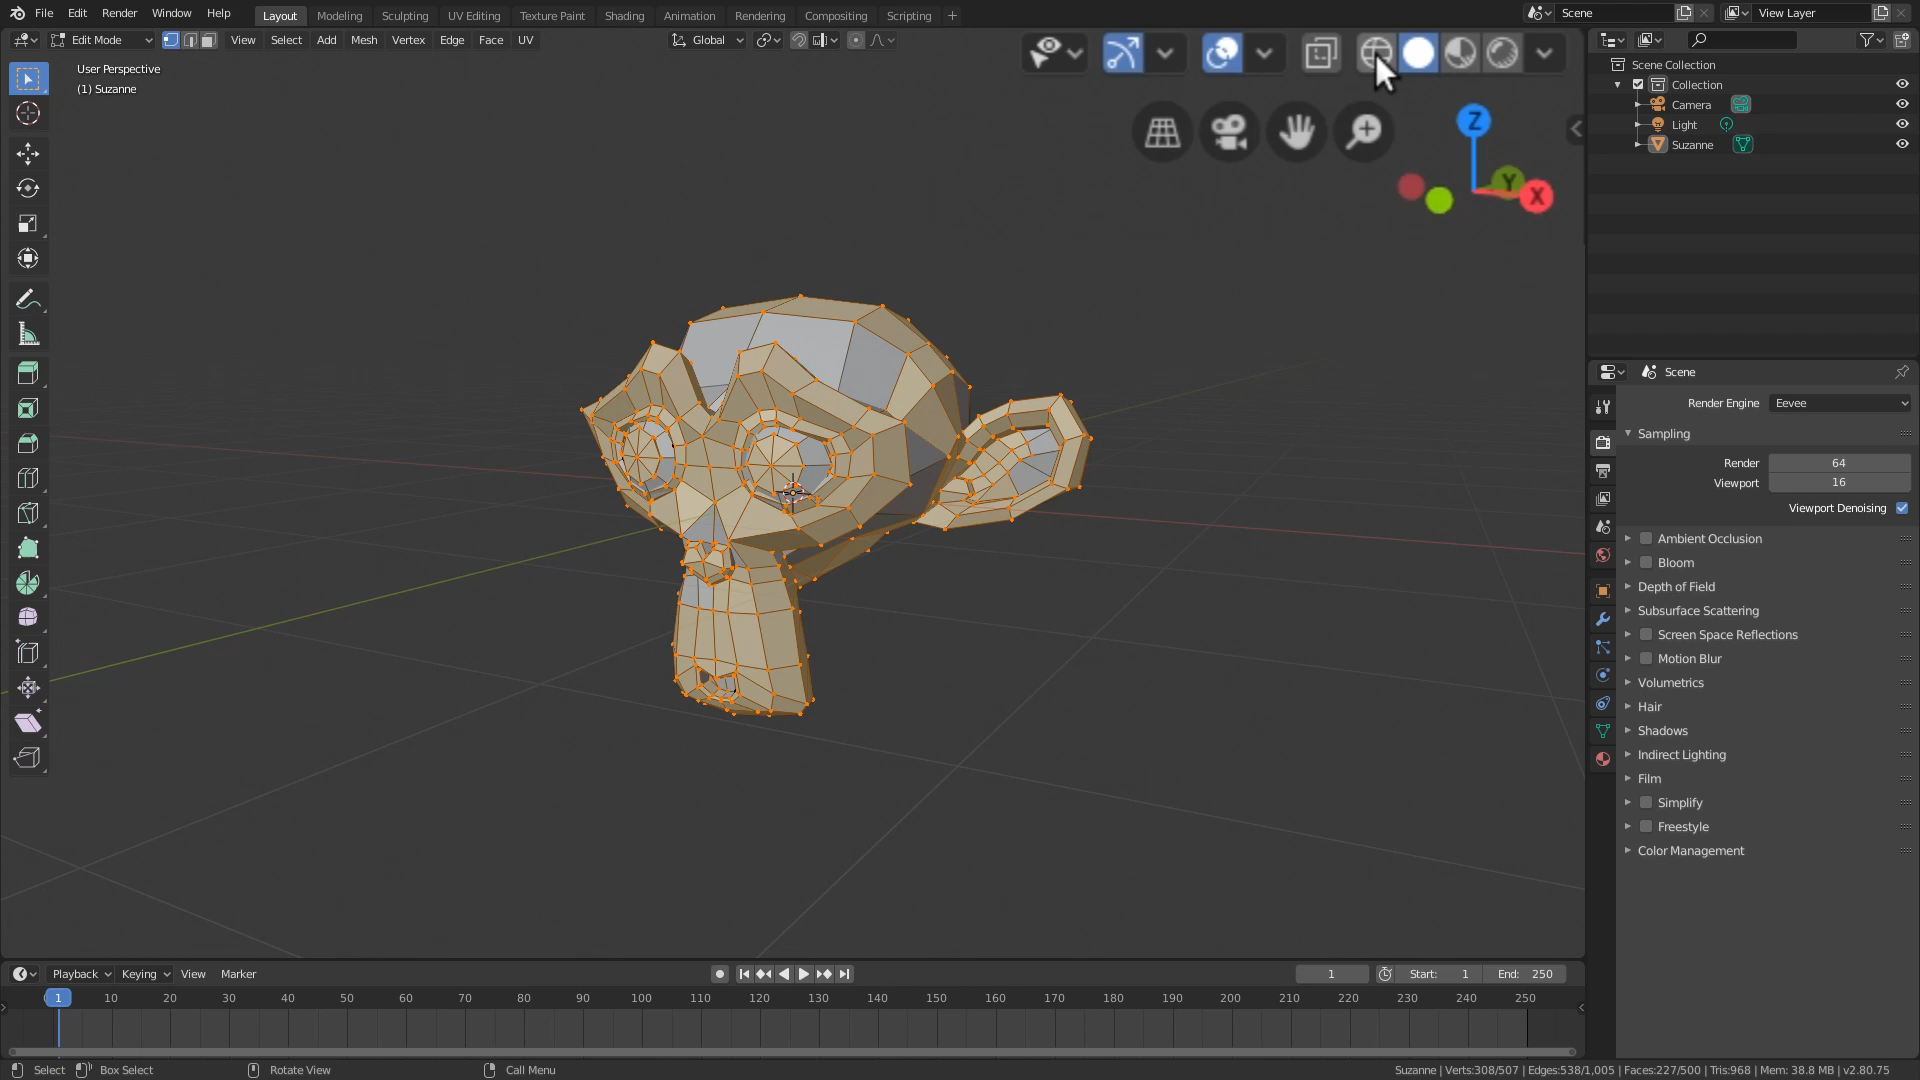 File Edit Render Window Help Layout Modeling Sculpting UV Editing Texture Paint Shading Animation Rendering Compositing Scripting + Scene View Layer
Edit Mode View Select Add Mesh Vertex Edge Face UV Global
User Perspective
(1) Suzanne
Z
Y
X
Scene Collection
Collection
Camera
Light
Suzanne
Scene
Render Engine Eevee
Sampling
Render 64
Viewport 16
Viewport Denoising
Ambient Occlusion
Bloom
Depth of Field
Subsurface Scattering
Screen Space Reflections
Motion Blur
Volumetrics
Hair
Shadows
Indirect Lighting
Film
Simplify
Freestyle
Color Management
Playback Keying View Marker 1 Start: 1 End: 250
1 10 20 30 40 50 60 70 80 90 100 110 120 130 140 150 160 170 180 190 200 210 220 230 240 250
Select Box Select Rotate View Call Menu Suzanne | Verts:308/507 | Edges:538/1,005 | Faces:227/500 | Tris:968 | Mem: 38.8 MB | v2.80.75